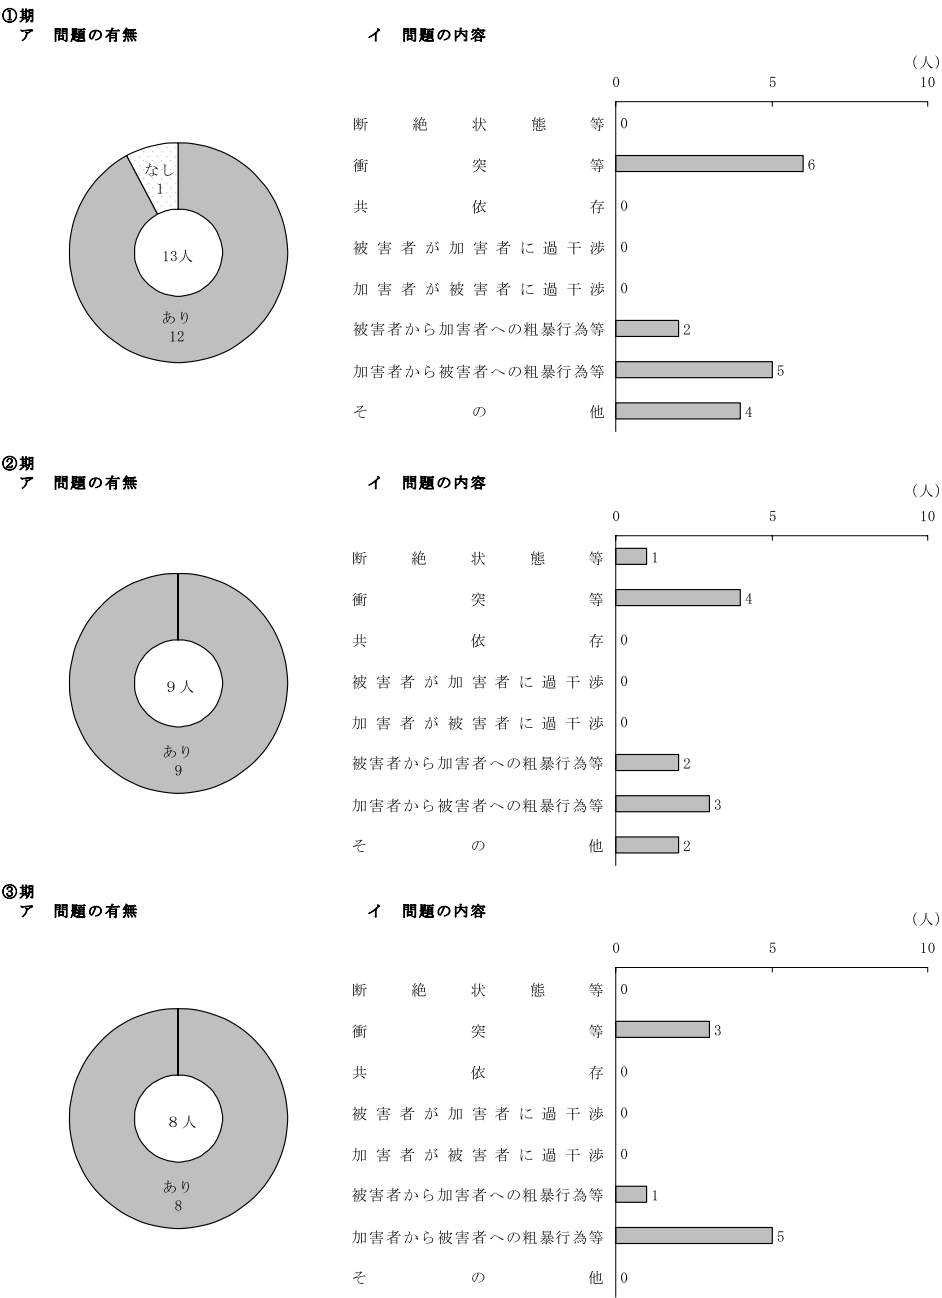 ①期
ア 問題の有無
イ 問題の内容
(人)
0 5 10
断絶状態等 0
衝突等 6
共依存 0
被害者が加害者に過干渉 0
加害者が被害者に過干渉 0
被害者から加害者への粗暴行為等 2
加害者から被害者への粗暴行為等 5
その他 4
なし
1
13人
あり
12
②期
ア 問題の有無
イ 問題の内容
(人)
0 5 10
断絶状態等 1
衝突等 4
共依存 0
被害者が加害者に過干渉 0
加害者が被害者に過干渉 0
被害者から加害者への粗暴行為等 2
加害者から被害者への粗暴行為等 3
その他 2
9人
あり
9
③期
ア 問題の有無
イ 問題の内容
(人)
0 5 10
断絶状態等 0
衝突等 3
共依存 0
被害者が加害者に過干渉 0
加害者が被害者に過干渉 0
被害者から加害者への粗暴行為等 1
加害者から被害者への粗暴行為等 5
その他 0
8人
あり
8